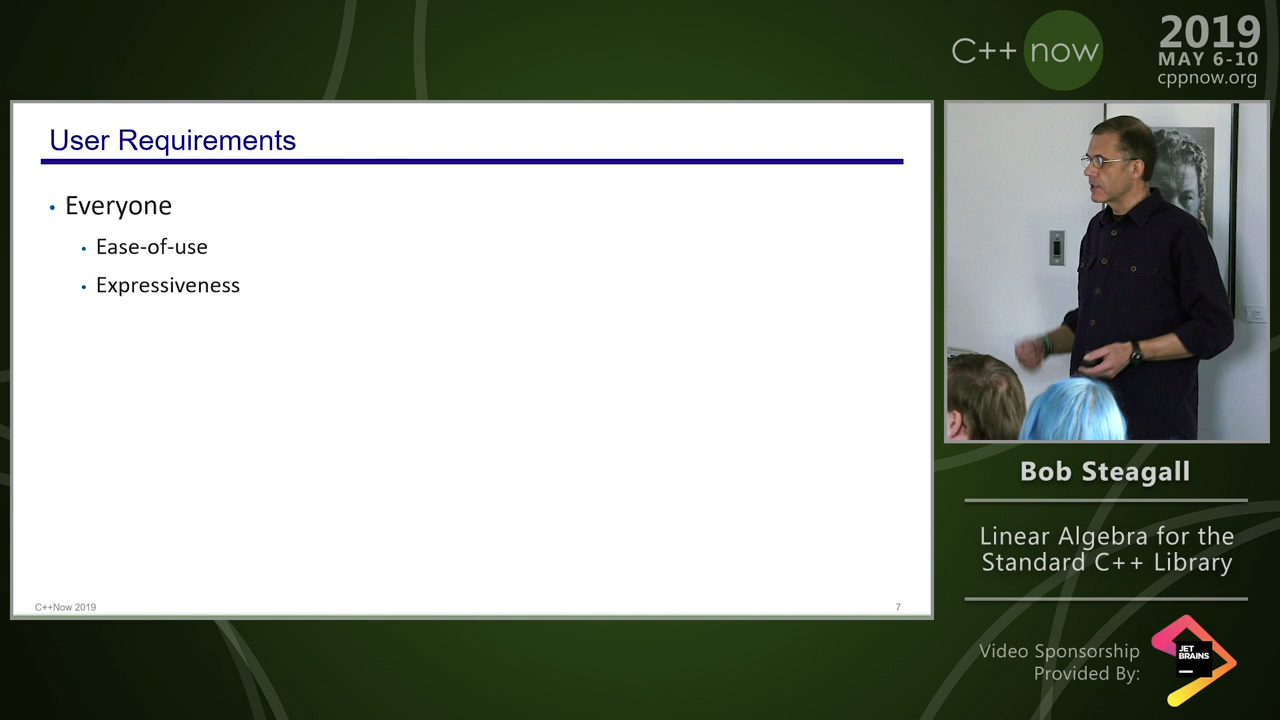 C++ now
2019
MAY 6-10
cppnow.org
User Requirements
• Everyone
• Ease-of-use
• Expressiveness
C++Now 2019
7
Bob Steagall
Linear Algebra for the
Standard C++ Library
Video Sponsorship
Provided By:
JET
BRAINS